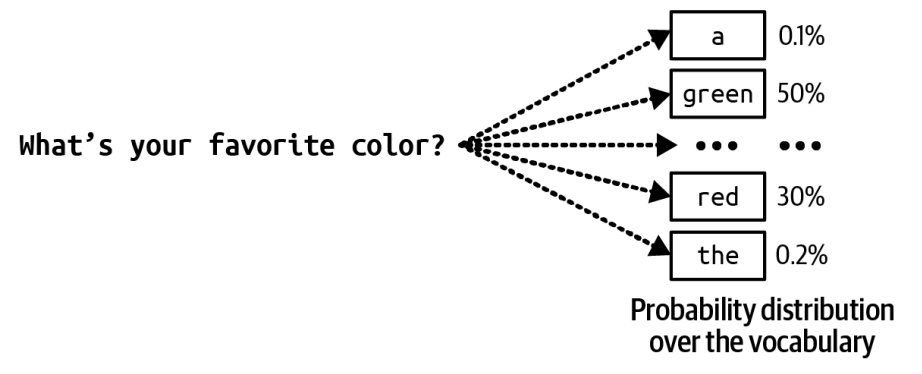 a 0.1%
green 50%
What’s your favorite color?
... ...
red 30%
the 0.2%
Probability distribution
over the vocabulary